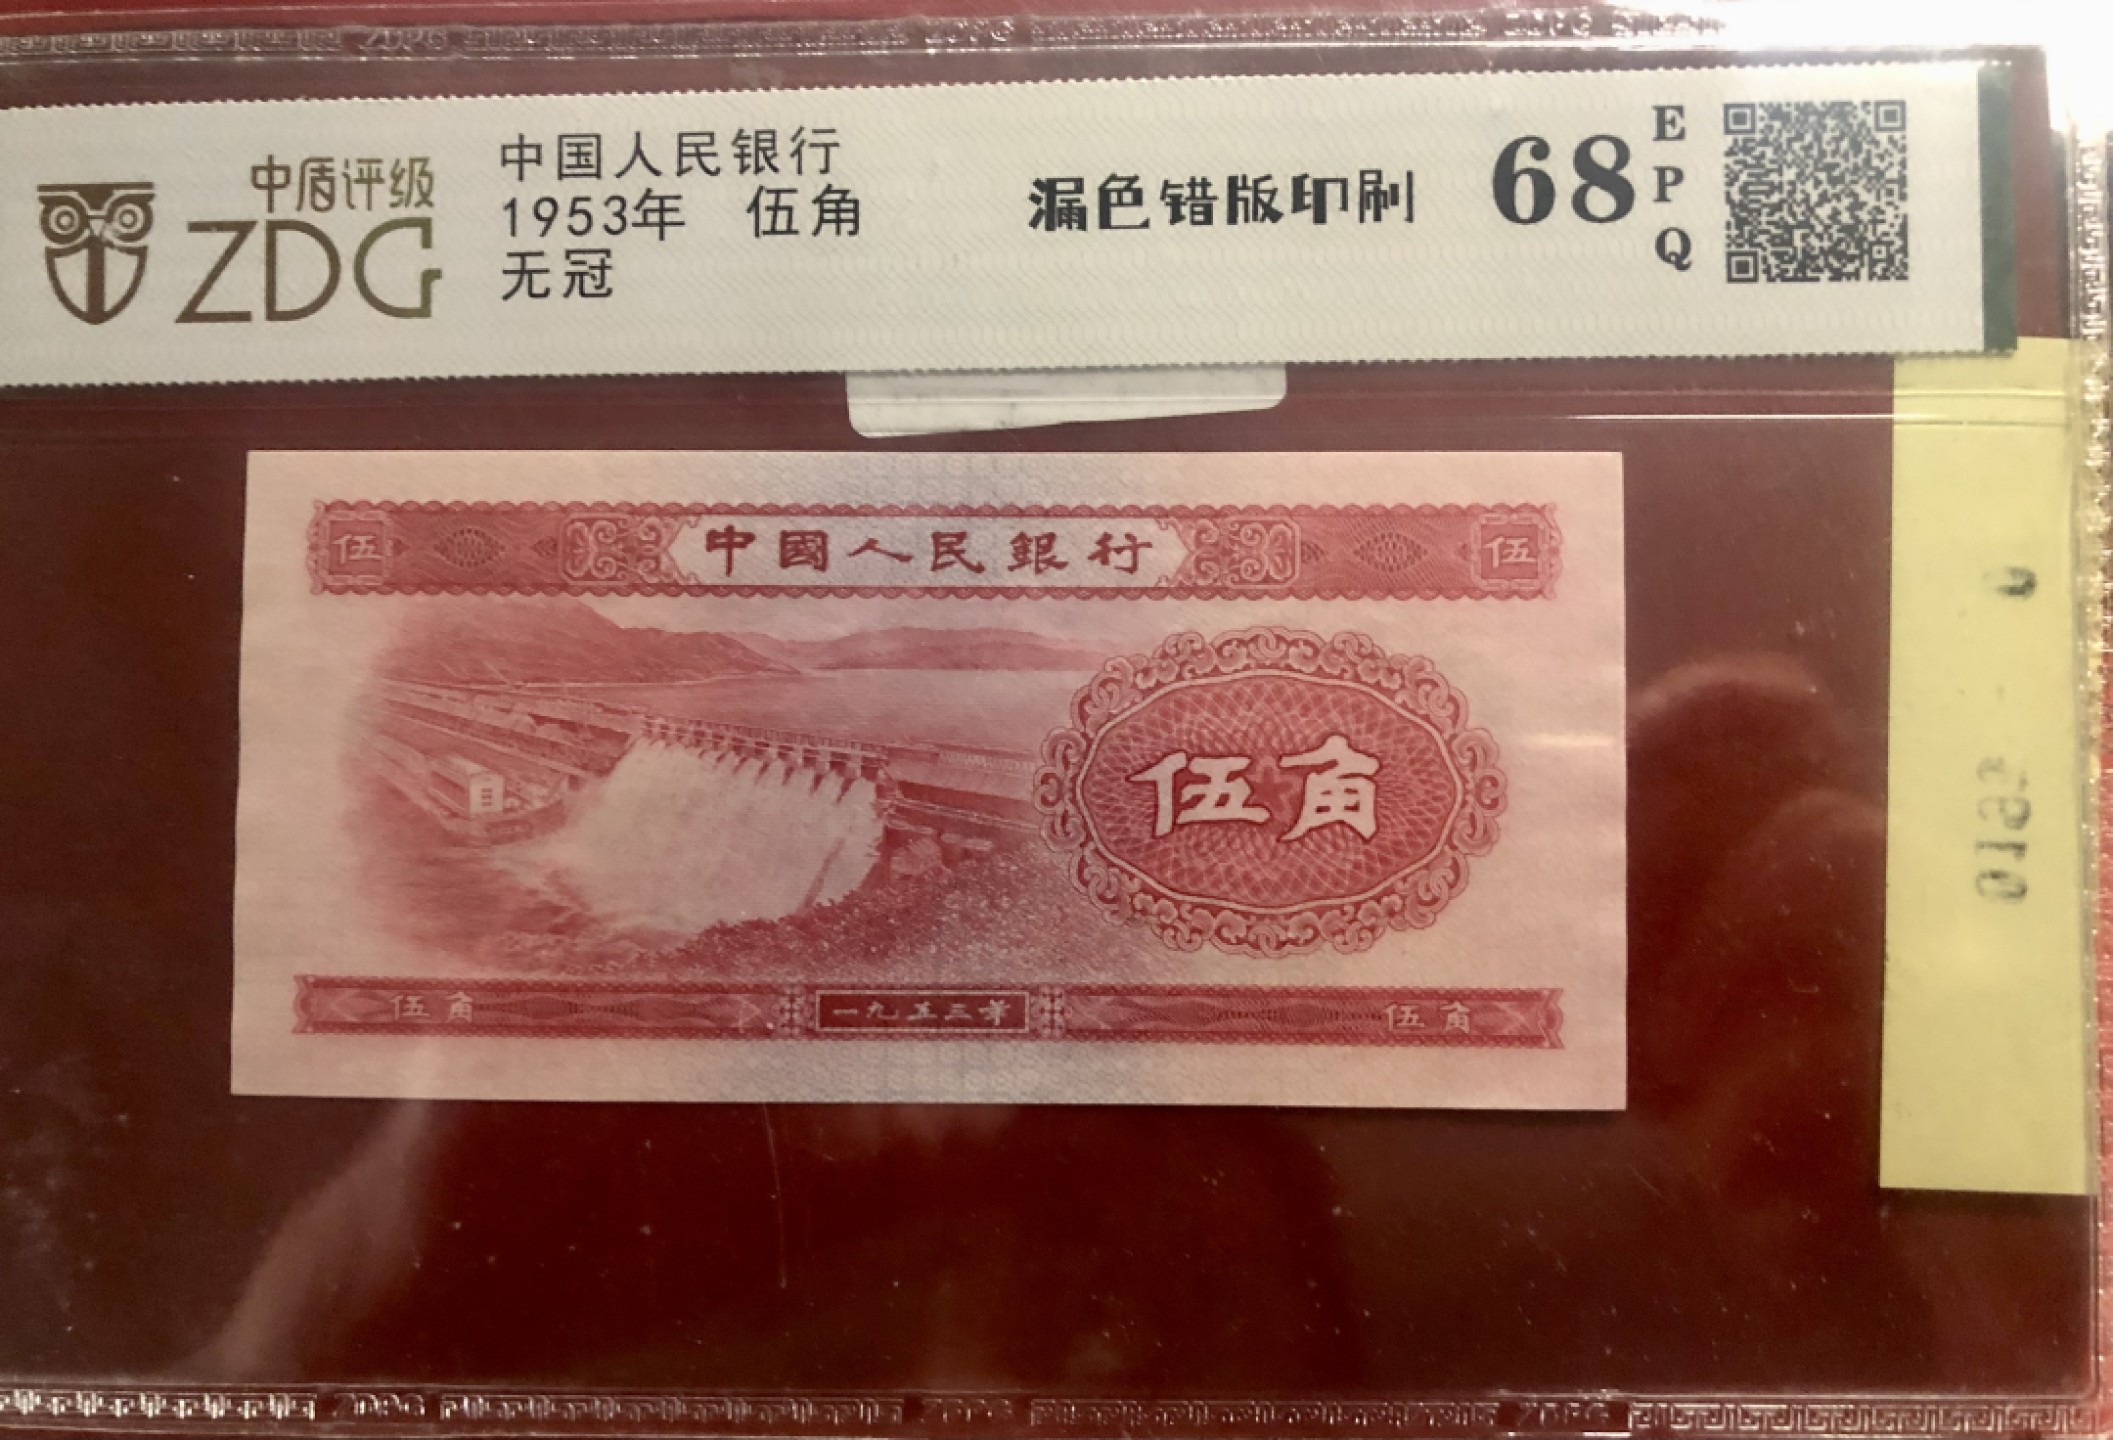 中盾评级
ZDG
中国人民银行
1953年 伍角
无冠
漏色错版印刷
68
E
P
Q
伍 中國人民銀行 伍
伍角
伍角 一九五三年 伍角